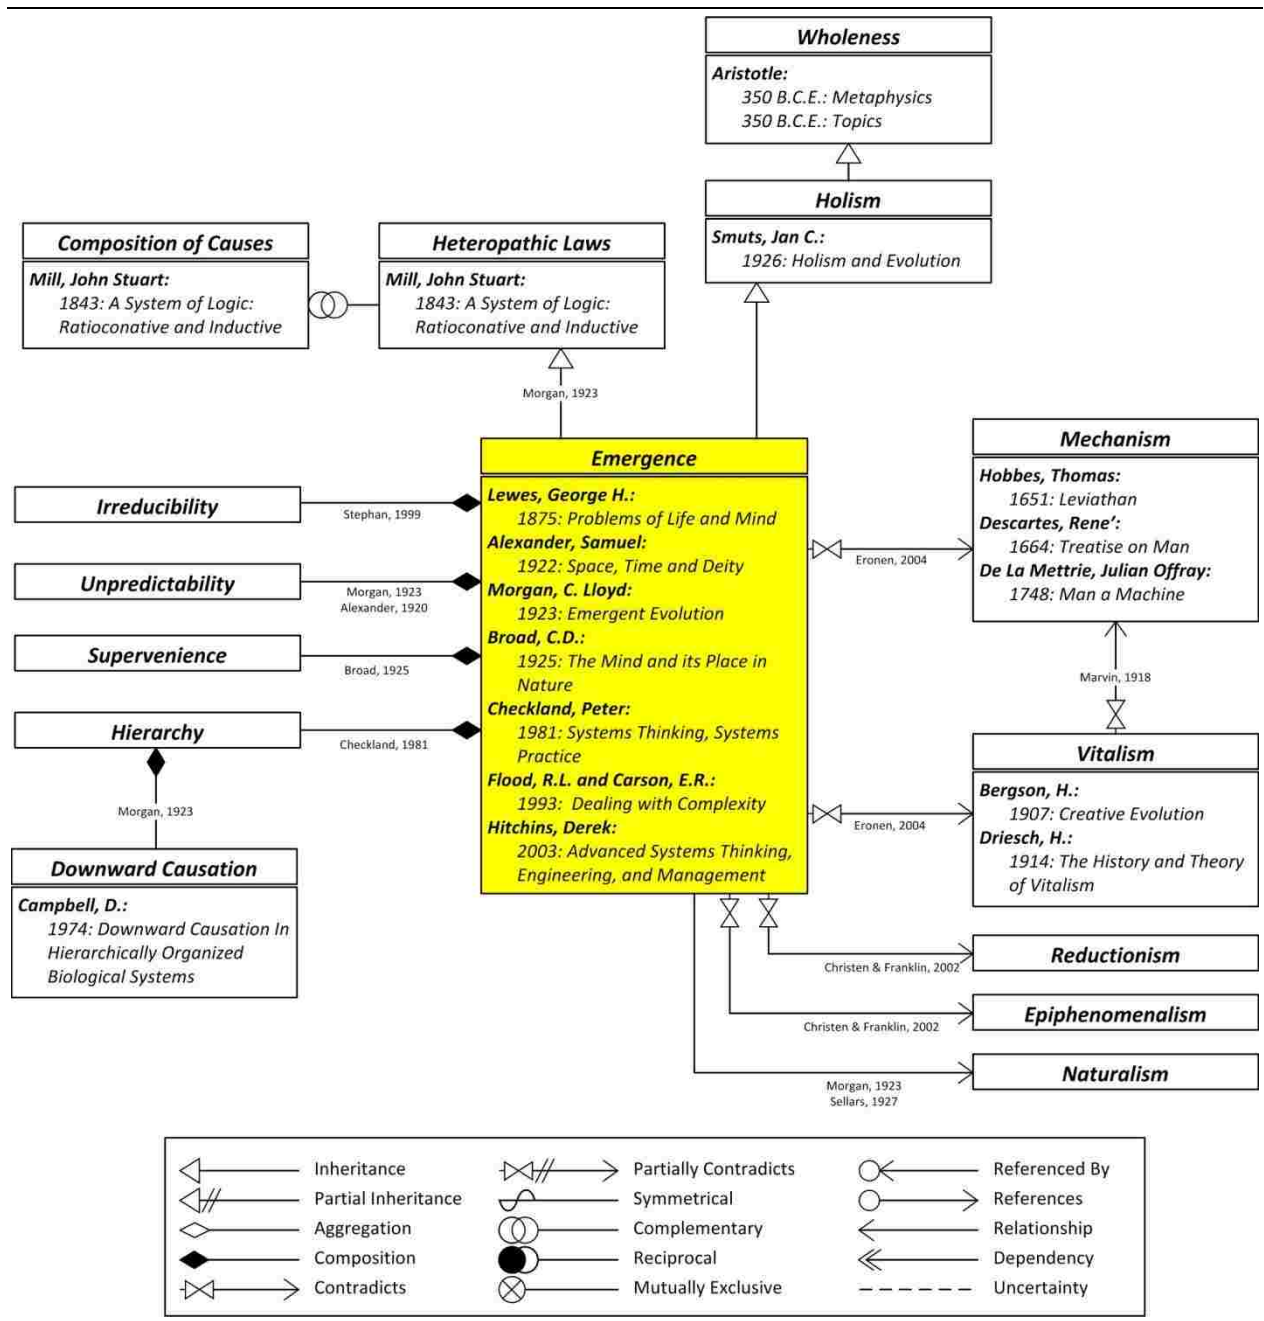 Wholeness
Aristotle:
350 B.C.E.: Metaphysics
350 B.C.E.: Topics
Holism
Smuts, Jan C.:
1926: Holism and Evolution
Composition of Causes
Mill, John Stuart:
1843: A System of Logic:
Ratioconative and Inductive
Heteropathic Laws
Mill, John Stuart:
1843: A System of Logic:
Ratioconative and Inductive
Morgan, 1923
Emergence
Lewes, George H.:
1875: Problems of Life and Mind
Alexander, Samuel:
1922: Space, Time and Deity
Morgan, C. Lloyd:
1923: Emergent Evolution
Broad, C.D.:
1925: The Mind and its Place in
Nature
Checkland, Peter:
1981: Systems Thinking, Systems
Practice
Flood, R.L. and Carson, E.R.:
1993: Dealing with Complexity
Hitchins, Derek:
2003: Advanced Systems Thinking,
Engineering, and Management
Irreducibility
Stephan, 1999
Unpredictability
Morgan, 1923
Alexander, 1920
Supervenience
Broad, 1925
Hierarchy
Checkland, 1981
Morgan, 1923
Downward Causation
Campbell, D.:
1974: Downward Causation In
Hierarchically Organized
Biological Systems
Mechanism
Hobbes, Thomas:
1651: Leviathan
Descartes, Rene’:
1664: Treatise on Man
De La Mettrie, Julian Offray:
1748: Man a Machine
Eronen, 2004
Marvin, 1918
Vitalism
Bergson, H.:
1907: Creative Evolution
Driesch, H.:
1914: The History and Theory
of Vitalism
Eronen, 2004
Reductionism
Christen & Franklin, 2002
Epiphenomenalism
Christen & Franklin, 2002
Naturalism
Morgan, 1923
Sellars, 1927
Inheritance
Partial Inheritance
Aggregation
Composition
Contradicts
Partially Contradicts
Symmetrical
Complementary
Reciprocal
Mutually Exclusive
Referenced By
References
Relationship
Dependency
Uncertainty